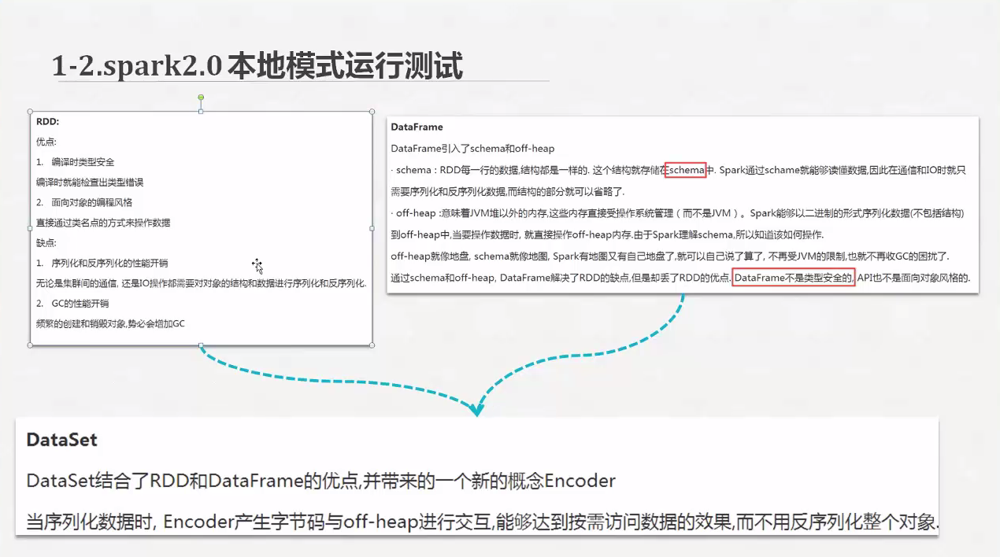 1-2.spark2.0本地模式运行测试
RDD:
优点:
1. 编译时类型安全
编译时就能检查出类型错误
2. 面向对象的编程风格
直接通过类名点的方式来操作数据
缺点:
1. 序列化和反序列化的性能开销
无论是集群间的通信, 还是IO操作都需要对对象的结构和数据进行序列化和反序列化.
2. GC的性能开销
频繁的创建和销毁对象,势必会增加GC
DataFrame
DataFrame引入了schema和off-heap
· schema : RDD每一行的数据,结构都是一样的. 这个结构就存储在schema中. Spark通过schame就能够读懂数据,因此在通信和IO时就只
需要序列化和反序列化数据,而结构的部分就可以省略了.
· off-heap :意味着JVM堆以外的内存,这些内存直接受操作系统管理（而不是JVM）。Spark能够以二进制的形式序列化数据(不包括结构)
到off-heap中,当要操作数据时, 就直接操作off-heap内存.由于Spark理解schema,所以知道该如何操作.
off-heap就像地盘, schema就像地图, Spark有地图又有自己地盘了,就可以自己说了算了, 不再受JVM的限制,也就不再收GC的困扰了.
通过schema和off-heap, DataFrame解决了RDD的缺点,但是却丢了RDD的优点. DataFrame不是类型安全的, API也不是面向对象风格的.
DataSet
DataSet结合了RDD和DataFrame的优点,并带来的一个新的概念Encoder
当序列化数据时, Encoder产生字节码与off-heap进行交互,能够达到按需访问数据的效果,而不用反序列化整个对象.